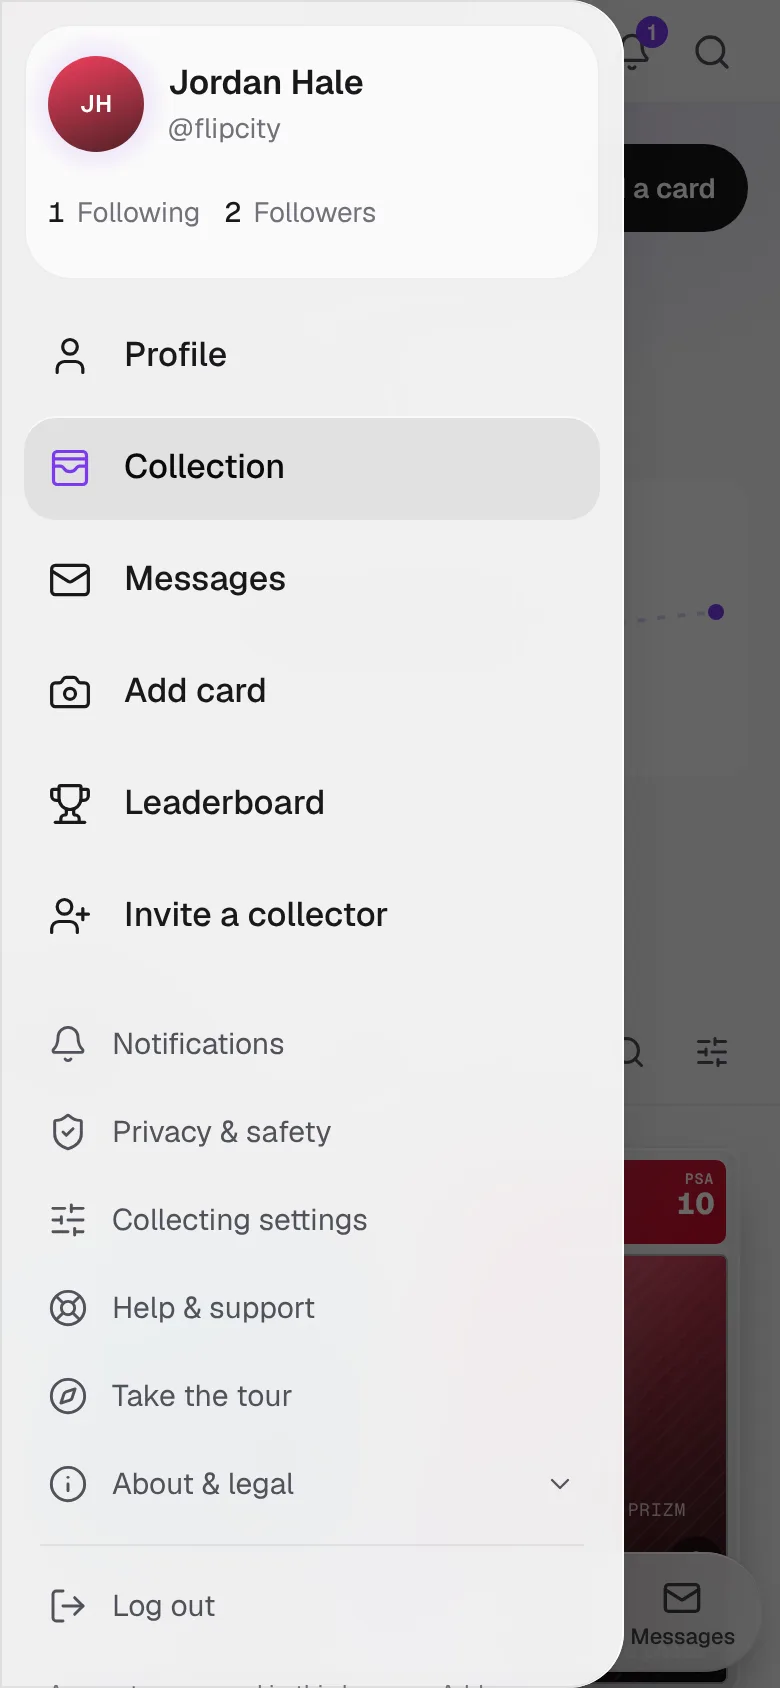 JH
Jordan Hale
@flipcity
1 Following 2 Followers
1
a card
Profile
Collection
Messages
Add card
Leaderboard
Invite a collector
Notifications
Privacy & safety
PSA
10
Collecting settings
Help & support
Take the tour
About & legal
PRIZM
Log out
Messages